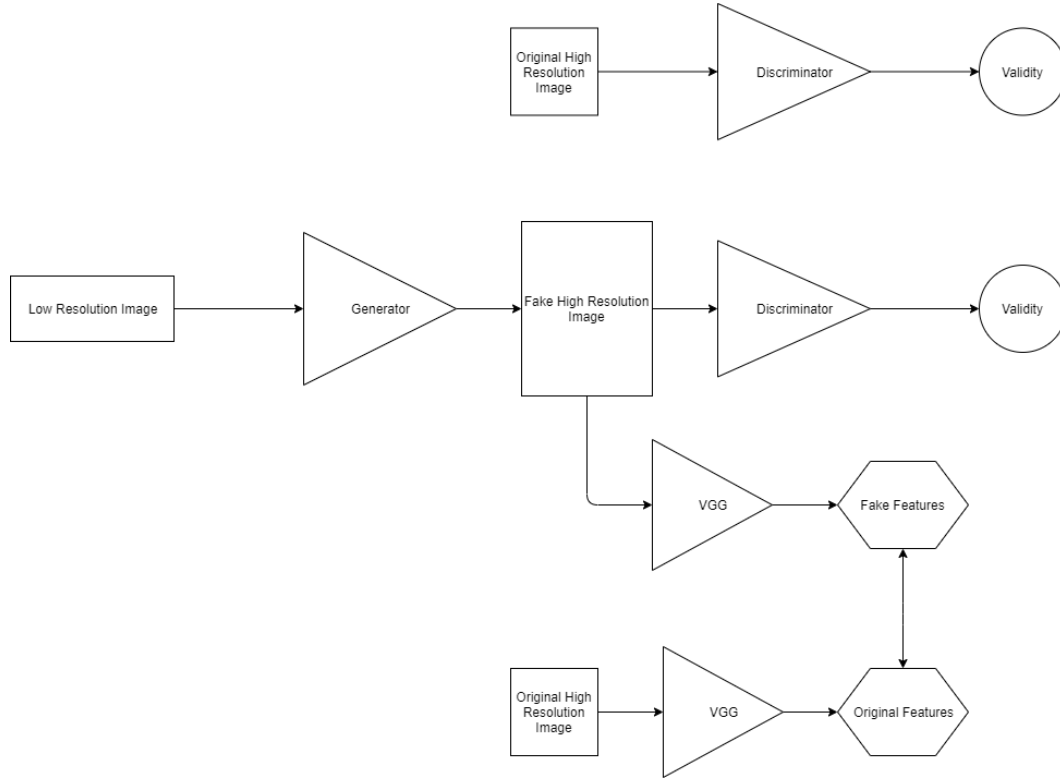 Original High
Resolution
Image
Discriminator
Validity
Low Resolution Image
Generator
Fake High Resolution
Image
Discriminator
Validity
VGG
Fake Features
Original High
Resolution
Image
VGG
Original Features